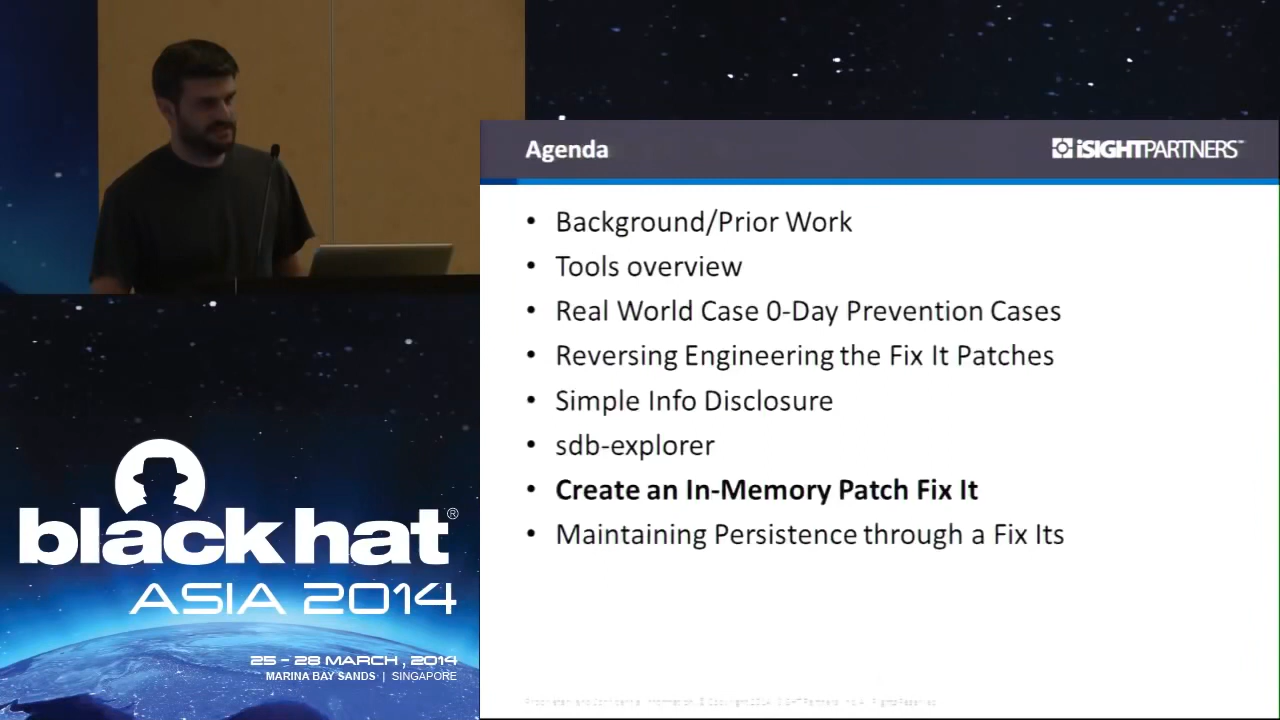 Agenda
iSIGHTPARTNERS
• Background/Prior Work
• Tools overview
• Real World Case 0-Day Prevention Cases
• Reversing Engineering the Fix It Patches
• Simple Info Disclosure
• sdb-explorer
• Create an In-Memory Patch Fix It
• Maintaining Persistence through a Fix Its
black hat®
ASIA 2014
25 - 28 MARCH, 2014
MARINA BAY SANDS | SINGAPORE